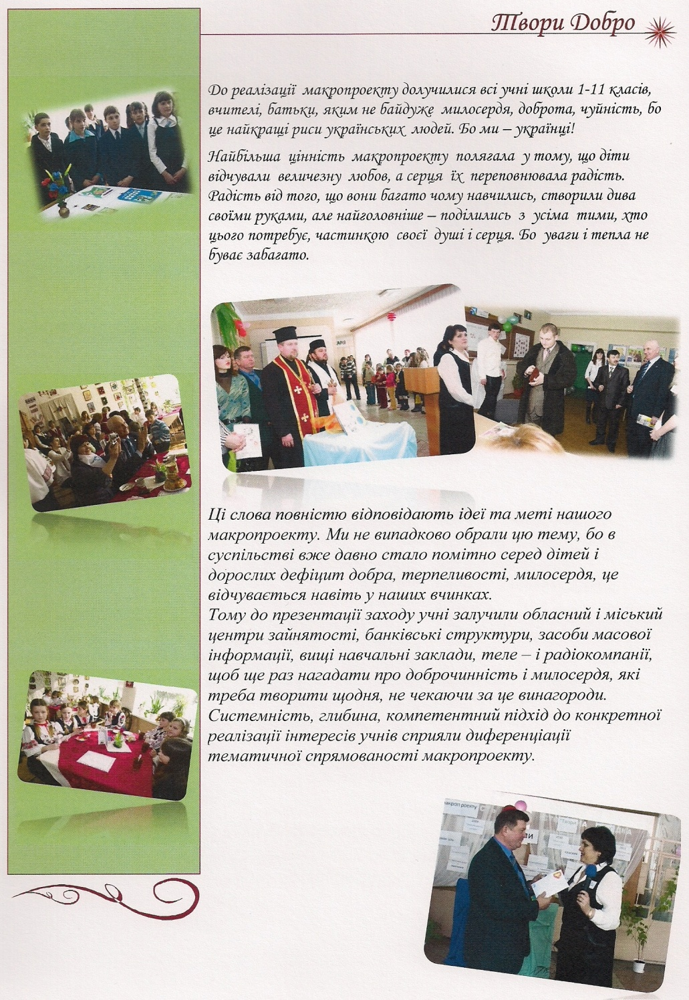 Твори Добро
До реалізації макропроекту долучилися всі учні школи 1-11 класів,
вчителі, батьки, яким не байдуже милосердя, доброта, чуйність, бо
це найкращі риси українських людей. Бо ми – українці!
Найбільша цінність макропроекту полягала у тому, що діти
відчували величезну любов, а серця їх переповнювала радість.
Радість від того, що вони багато чому навчились, створили дива
своїми руками, але найголовніше – поділились з усіма тими, хто
цього потребує, частинкою своєї душі і серця. Бо уваги і тепла не
буває забагато.
Ці слова повністю відповідають ідеї та меті нашого
макропроекту. Ми не випадково обрали цю тему, бо в
суспільстві вже давно стало помітно серед дітей і
дорослих дефіцит добра, терпеливості, милосердя, це
відчувається навіть у наших вчинках.
Тому до презентації заходу учні залучили обласний і міський
центри зайнятості, банківські структури, засоби масової
інформації, вищі навчальні заклади, теле – і радіокомпанії,
щоб ще раз нагадати про доброчинність і милосердя, які
треба творити щодня, не чекаючи за це винагороди.
Системність, глибина, компетентний підхід до конкретної
реалізації інтересів учнів сприяли диференціації
тематичної спрямованості макропроекту.